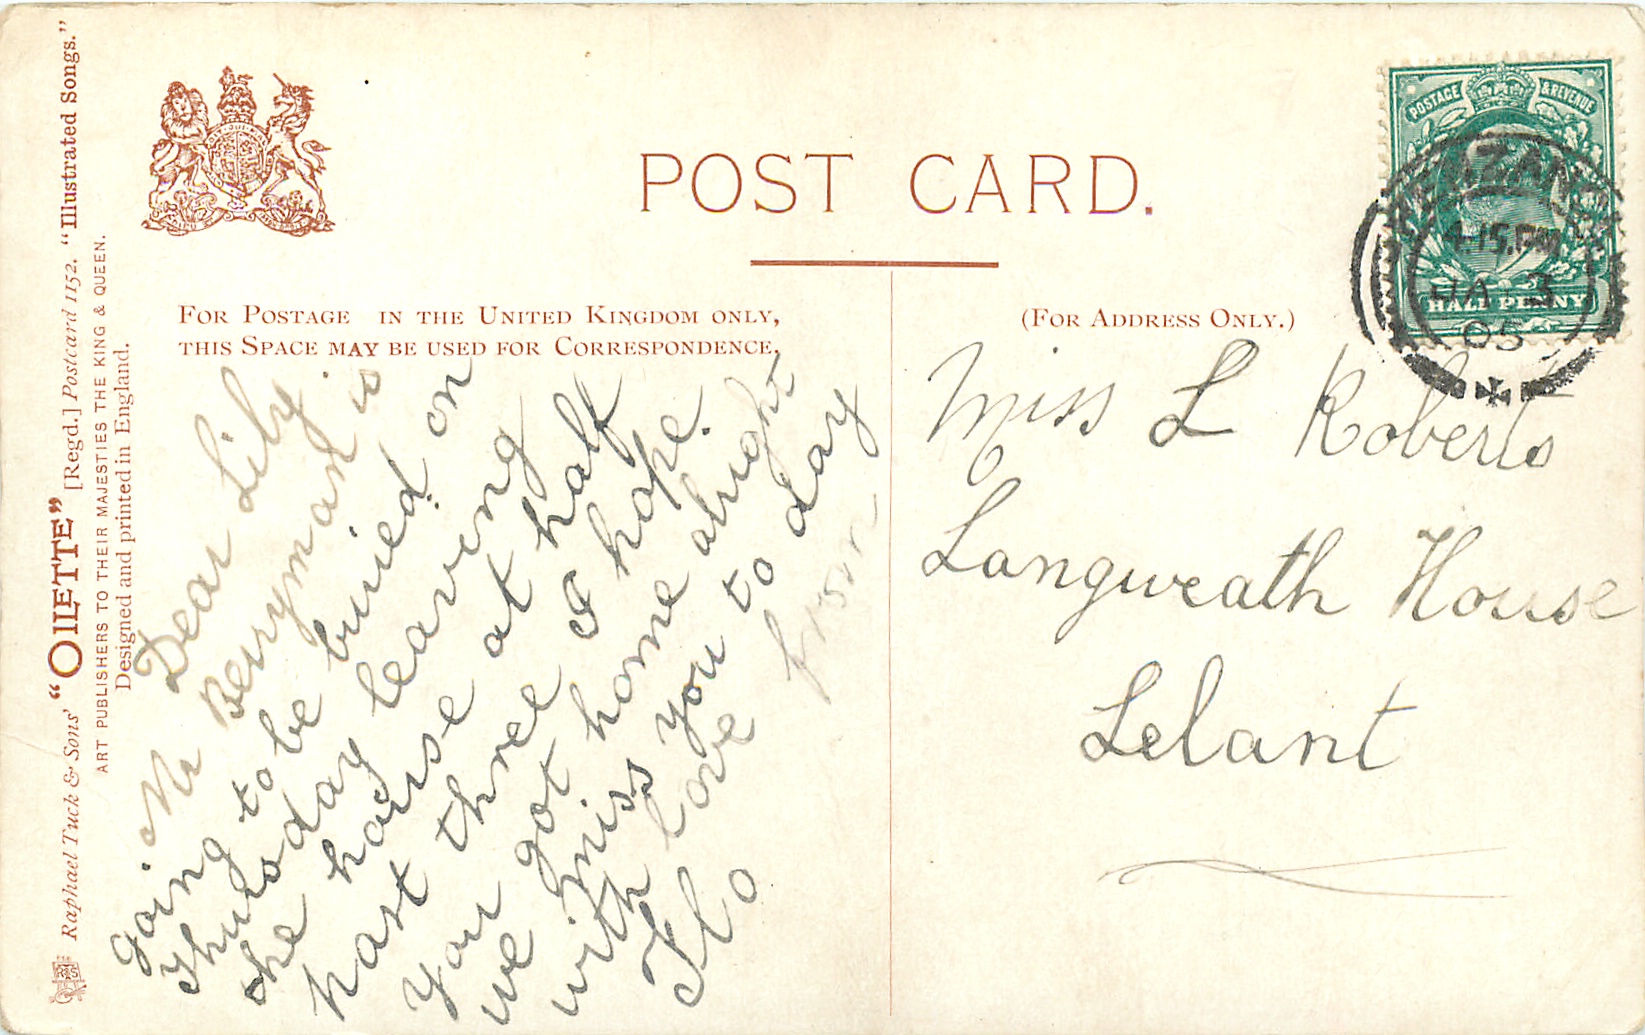 POST CARD.
FOR POSTAGE IN THE UNITED KINGDOM ONLY,
THIS SPACE MAY BE USED FOR CORRESPONDENCE.
(FOR ADDRESS ONLY.)
Raphael Tuck & Sons' "OILETTE" [Regd.] Postcard 1152. "Illustrated Songs."
ART PUBLISHERS TO THEIR MAJESTIES THE KING & QUEEN.
Designed and printed in England.
Dear Lily
Mr Berryman is
going to be buried on
Thursday leaving
the house at half
past three I hope
you got home alright
we miss you to day
with love from
Flo
Miss L Roberts
Langweath House
Lelant
POSTAGE & REVENUE
HALF PENNY
PENZANCE
4-15.PM
JA 3
05